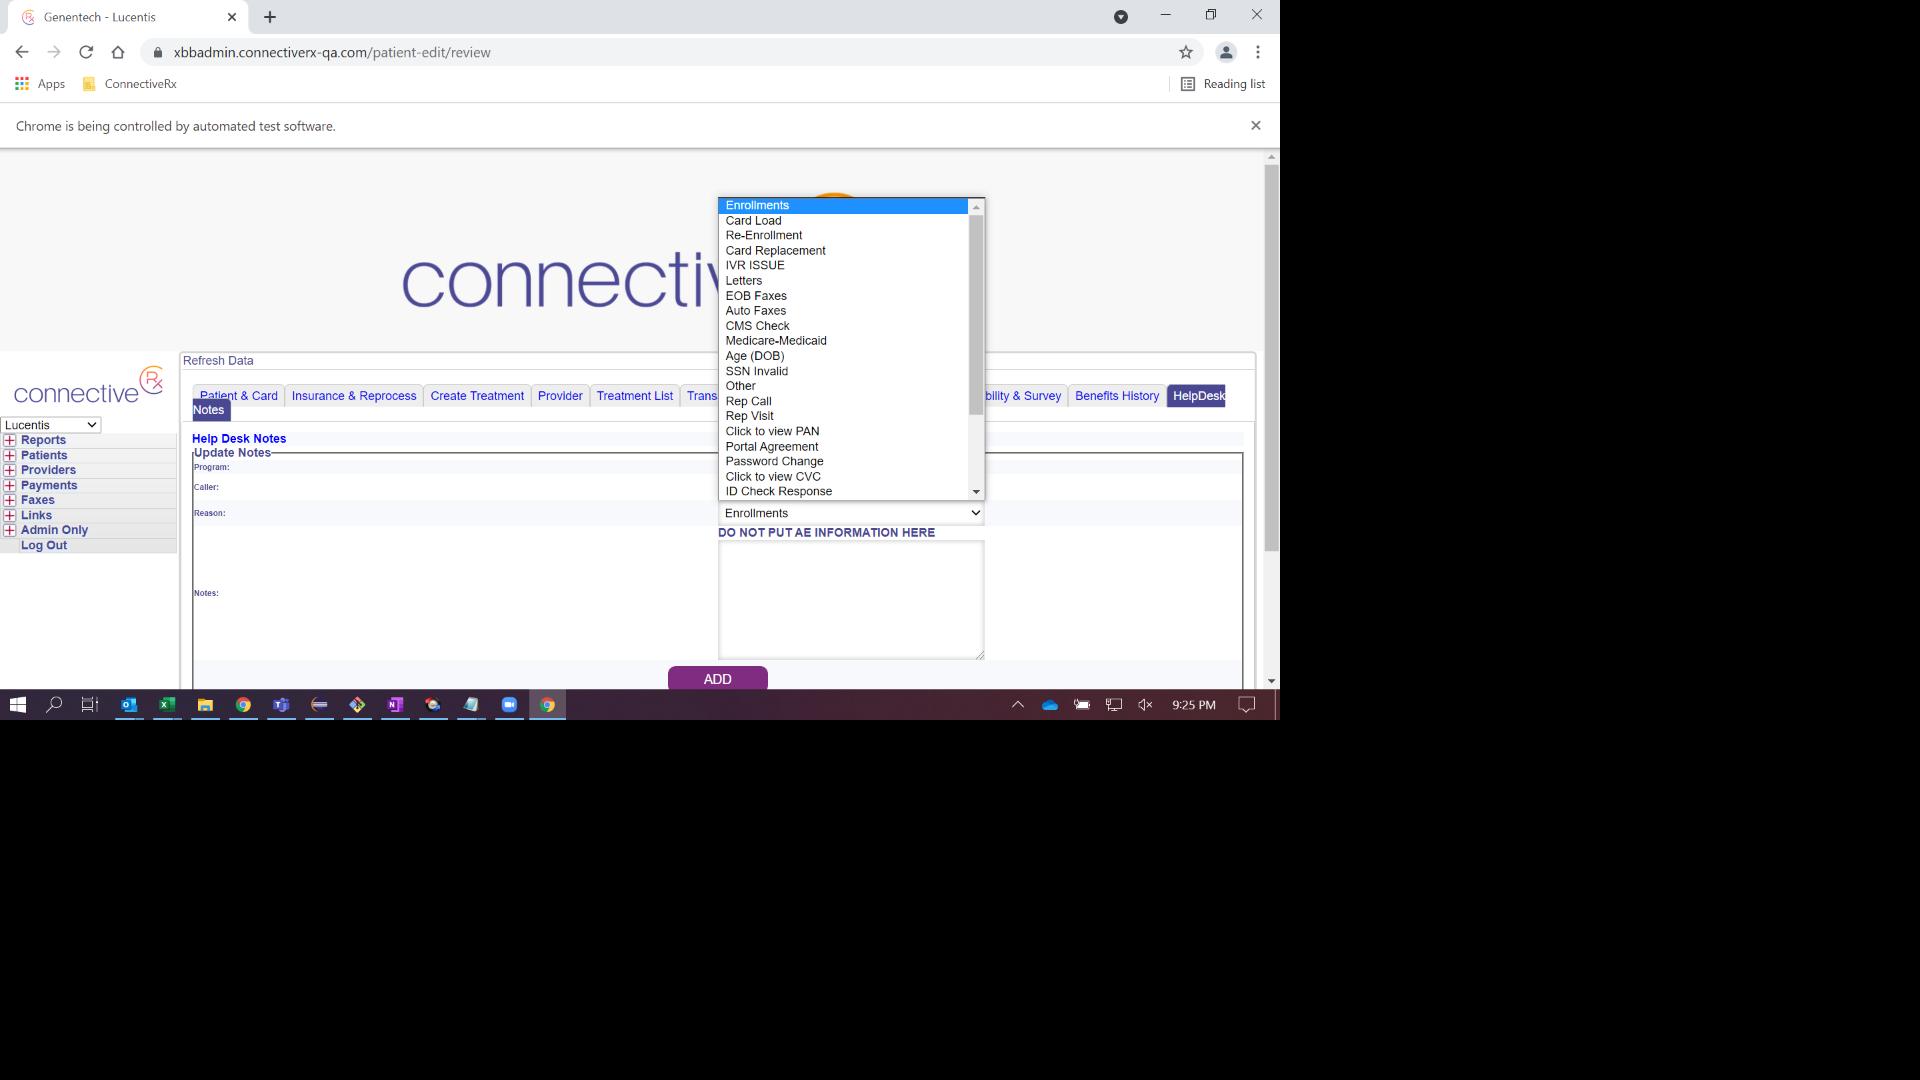 Genentech - Lucentis
xbbadmin.connectiverx-qa.com/patient-edit/review
Apps
ConnectiveRx
Reading list
Chrome is being controlled by automated test software.
connecti
Enrollments
Card Load
Re-Enrollment
Card Replacement
IVR ISSUE
Letters
EOB Faxes
Auto Faxes
CMS Check
Medicare-Medicaid
Age (DOB)
SSN Invalid
Other
Rep Call
Rep Visit
Click to view PAN
Portal Agreement
Password Change
Click to view CVC
ID Check Response
connective Rx
Lucentis
Reports
Patients
Providers
Payments
Faxes
Links
Admin Only
Log Out
Refresh Data
Patient & Card
Insurance & Reprocess
Create Treatment
Provider
Treatment List
Trans
bility & Survey
Benefits History
HelpDesk
Notes
Help Desk Notes
Update Notes
Program:
Caller:
Reason:
Enrollments
DO NOT PUT AE INFORMATION HERE
Notes:
ADD
9:25 PM